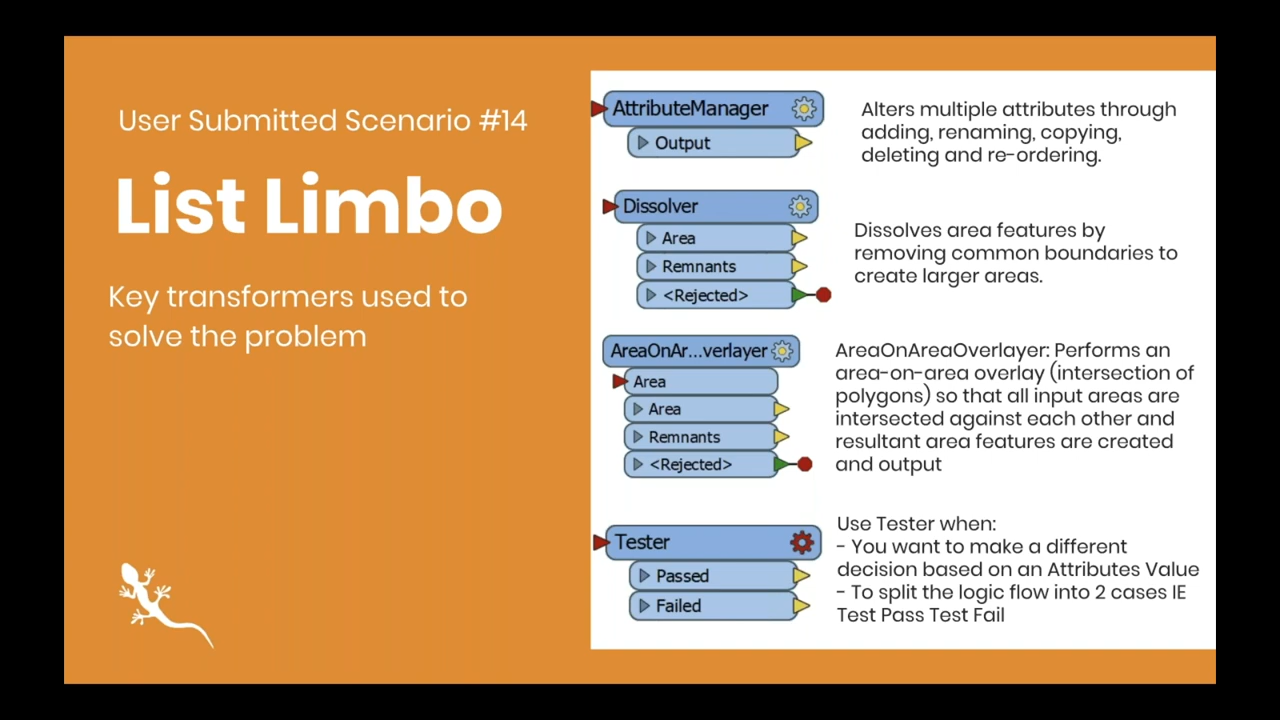 User Submitted Scenario #14
List Limbo
Key transformers used to
solve the problem
AttributeManager
Output
Alters multiple attributes through
adding, renaming, copying,
deleting and re-ordering.
Dissolver
Area
Remnants
<Rejected>
Dissolves area features by
removing common boundaries to
create larger areas.
AreaOnAr...verlayer
Area
Area
Remnants
<Rejected>
AreaOnAreaOverlayer: Performs an
area-on-area overlay (intersection of
polygons) so that all input areas are
intersected against each other and
resultant area features are created
and output
Tester
Passed
Failed
Use Tester when:
- You want to make a different
decision based on an Attributes Value
- To split the logic flow into 2 cases IE
Test Pass Test Fail